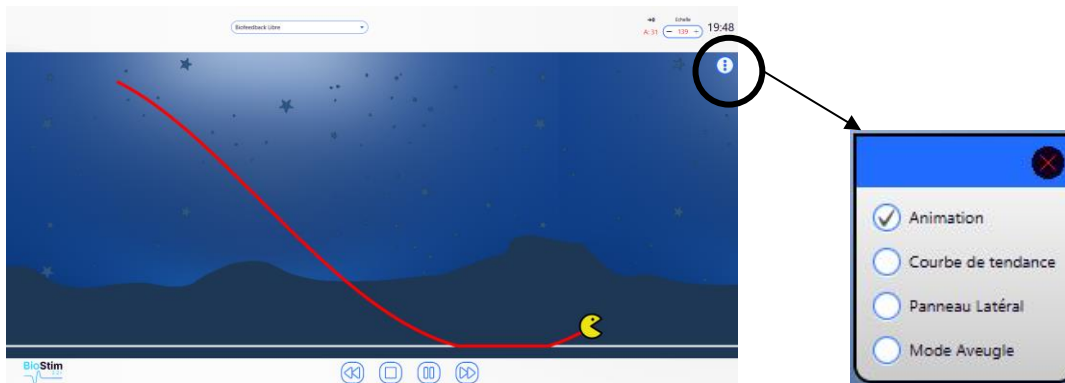 Biofeedback Libre
Echelle
A: 31 − 139 + 19:48
BioStim
Animation
Courbe de tendance
Panneau Latéral
Mode Aveugle